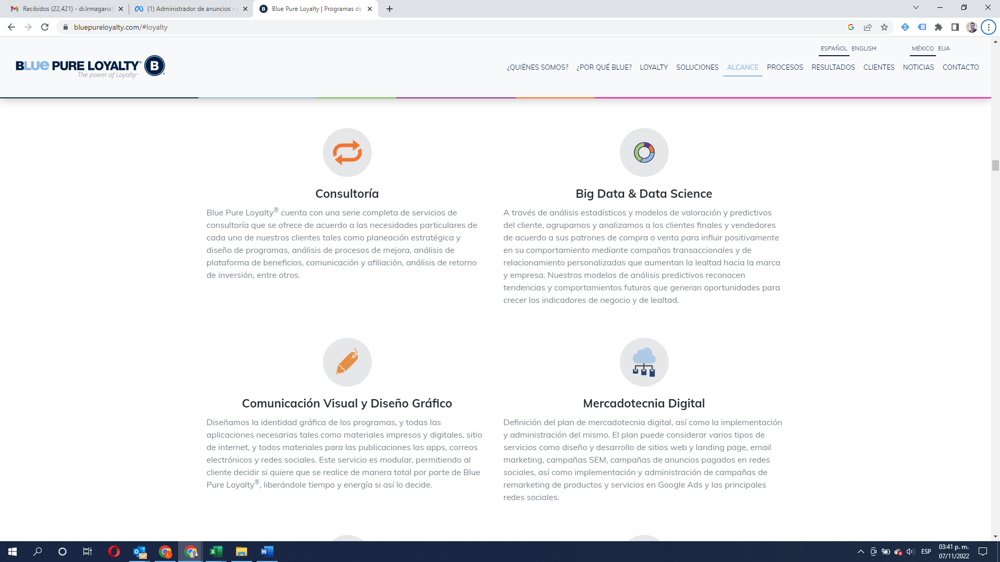 Recibidos (22,421) - di.lrmagana
(1) Administrador de anuncios -
Blue Pure Loyalty | Programas de
bluepureloyalty.com/#loyalty
ESPAÑOL ENGLISH
MÉXICO EUA
BLUE PURE LOYALTY® B
The power of Loyalty®
¿QUIÉNES SOMOS? ¿POR QUÉ BLUE? LOYALTY SOLUCIONES ALCANCE PROCESOS RESULTADOS CLIENTES NOTICIAS CONTACTO
Consultoría
Blue Pure Loyalty® cuenta con una serie completa de servicios de
consultoría que se ofrece de acuerdo a las necesidades particulares de
cada uno de nuestros clientes tales como planeación estratégica y
diseño de programas, análisis de procesos de mejora, análisis de
plataforma de beneficios, comunicación y afiliación, análisis de retorno
de inversión, entre otros.
Big Data & Data Science
A través de análisis estadísticos y modelos de valoración y predictivos
del cliente, agrupamos y analizamos a los clientes finales y vendedores
de acuerdo a sus patrones de compra o venta para influir positivamente
en su comportamiento mediante campañas transaccionales y de
relacionamiento personalizadas que aumentan la lealtad hacia la marca
y empresa. Nuestros modelos de análisis predictivos reconocen
tendencias y comportamientos futuros que generan oportunidades para
crecer los indicadores de negocio y de lealtad.
Comunicación Visual y Diseño Gráfico
Diseñamos la identidad gráfica de los programas, y todas las
aplicaciones necesarias tales como materiales impresos y digitales, sitio
de internet, y todos materiales para las publicaciones las apps, correos
electrónicos y redes sociales. Este servicio es modular, permitiendo al
cliente decidir si quiere que se realice de manera total por parte de Blue
Pure Loyalty®, liberándole tiempo y energía si así lo decide.
Mercadotecnia Digital
Definición del plan de mercadotecnia digital, así como la implementación
y administración del mismo. El plan puede considerar varios tipos de
servicios como diseño y desarrollo de sitios web y landing page, email
marketing, campañas SEM, campañas de anuncios pagados en redes
sociales, así como implementación y administración de campañas de
remarketing de productos y servicios en Google Ads y las principales
redes sociales.
ESP
03:41 p. m.
07/11/2022